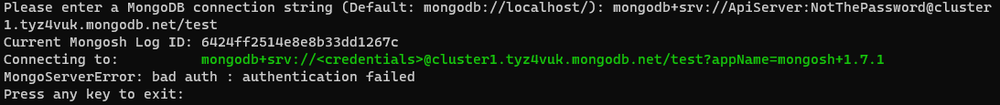 Please enter a MongoDB connection string (Default: mongodb://localhost/): mongodb+srv://ApiServer:NotThePassword@cluster
1.tyz4vuk.mongodb.net/test
Current Mongosh Log ID: 6424ff2514e8e8b33dd1267c
Connecting to:          mongodb+srv://<credentials>@cluster1.tyz4vuk.mongodb.net/test?appName=mongosh+1.7.1
MongoServerError: bad auth : authentication failed
Press any key to exit: